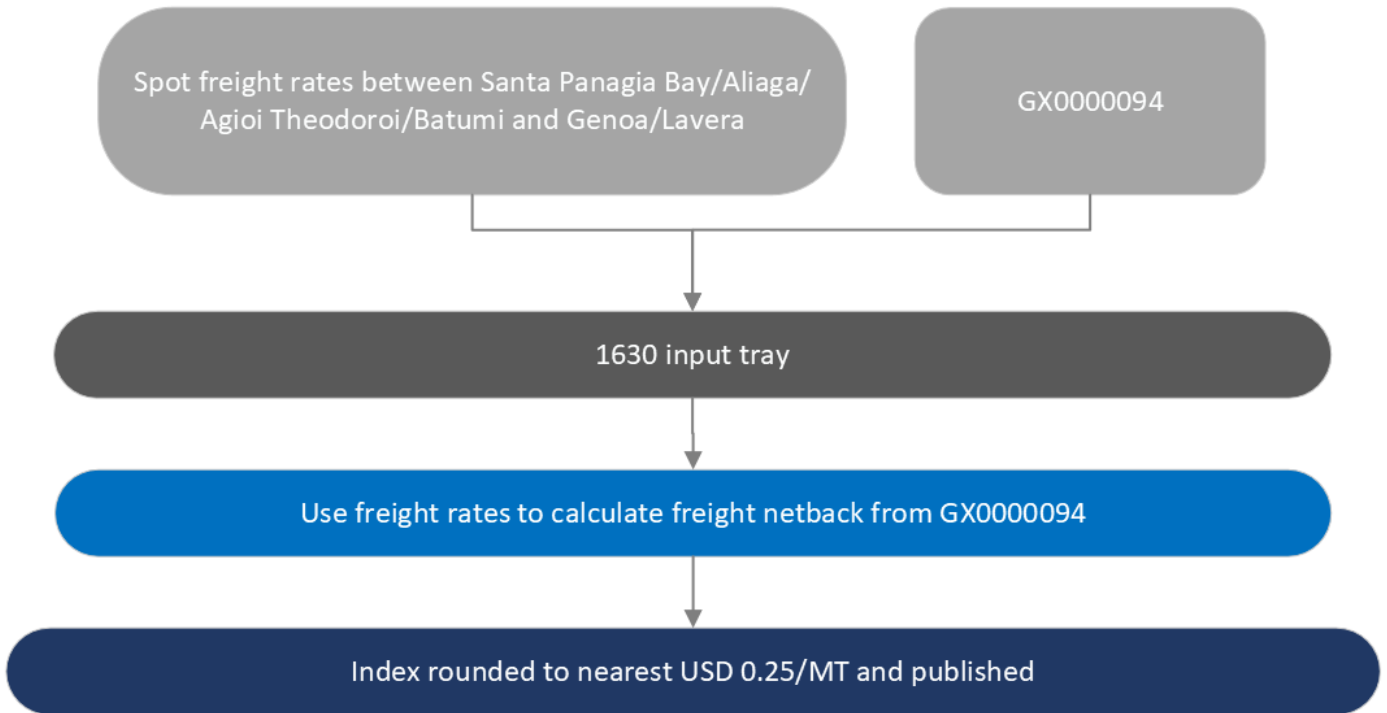 Spot freight rates between Santa Panagia Bay/Aliaga/
Agioi Theodoroi/Batumi and Genoa/Lavera
GX0000094
1630 input tray
Use freight rates to calculate freight netback from GX0000094
Index rounded to nearest USD 0.25/MT and published